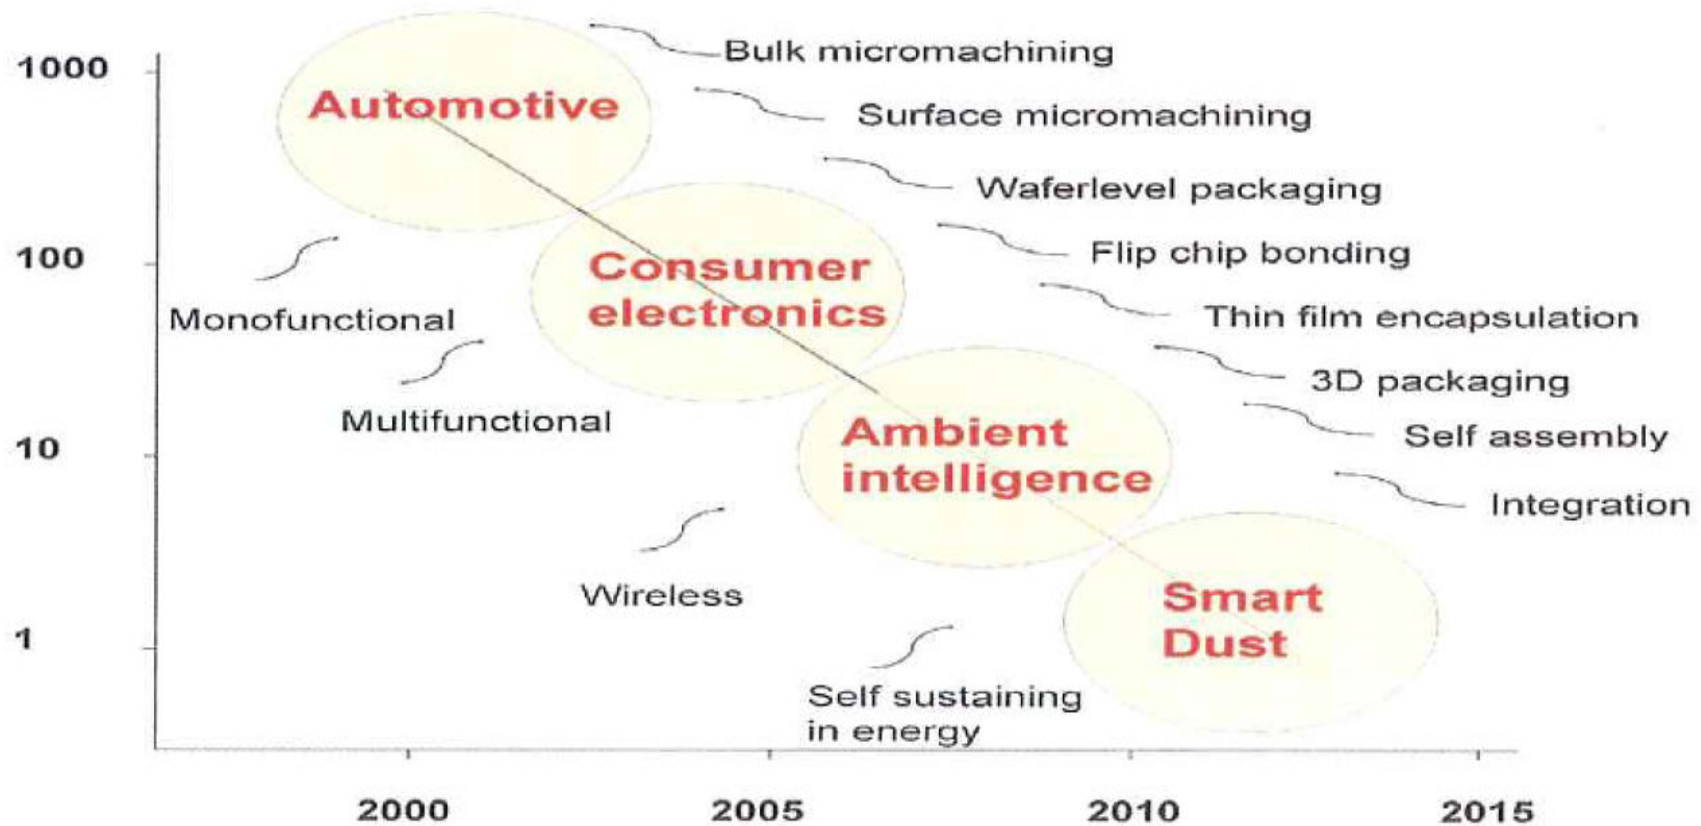 1000
Automotive
Bulk micromachining
Surface micromachining
Waferlevel packaging
100
Consumer
electronics
Flip chip bonding
Monofunctional
Thin film encapsulation
3D packaging
Multifunctional
10
Ambient
intelligence
Self assembly
Integration
Wireless
Smart
Dust
1
Self sustaining
in energy
2000
2005
2010
2015